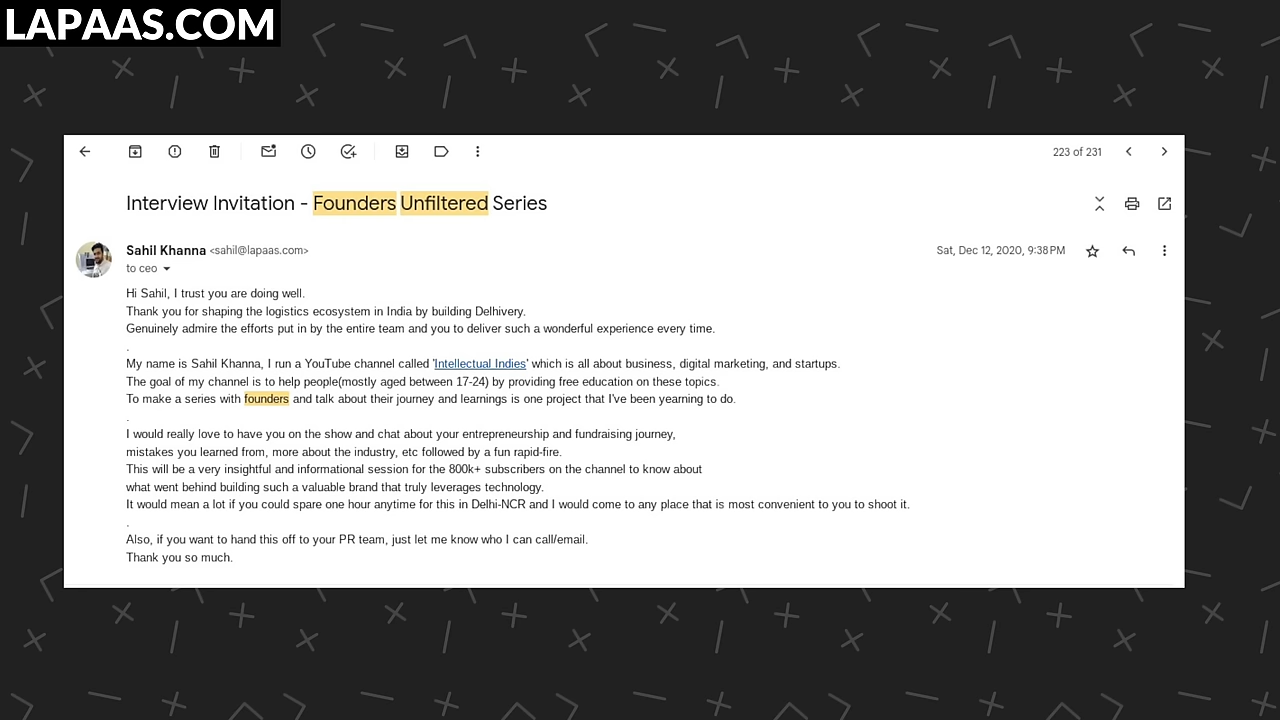 LAPAAS.COM
223 of 231
Interview Invitation - Founders Unfiltered Series
Sahil Khanna <sahil@lapaas.com>
Sat, Dec 12, 2020, 9:38 PM
to ceo
Hi Sahil, I trust you are doing well.
Thank you for shaping the logistics ecosystem in India by building Delhivery.
Genuinely admire the efforts put in by the entire team and you to deliver such a wonderful experience every time.
.
My name is Sahil Khanna, I run a YouTube channel called 'Intellectual Indies' which is all about business, digital marketing, and startups.
The goal of my channel is to help people(mostly aged between 17-24) by providing free education on these topics.
To make a series with founders and talk about their journey and learnings is one project that I've been yearning to do.
.
I would really love to have you on the show and chat about your entrepreneurship and fundraising journey,
mistakes you learned from, more about the industry, etc followed by a fun rapid-fire.
This will be a very insightful and informational session for the 800k+ subscribers on the channel to know about
what went behind building such a valuable brand that truly leverages technology.
It would mean a lot if you could spare one hour anytime for this in Delhi-NCR and I would come to any place that is most convenient to you to shoot it.
.
Also, if you want to hand this off to your PR team, just let me know who I can call/email.
Thank you so much.